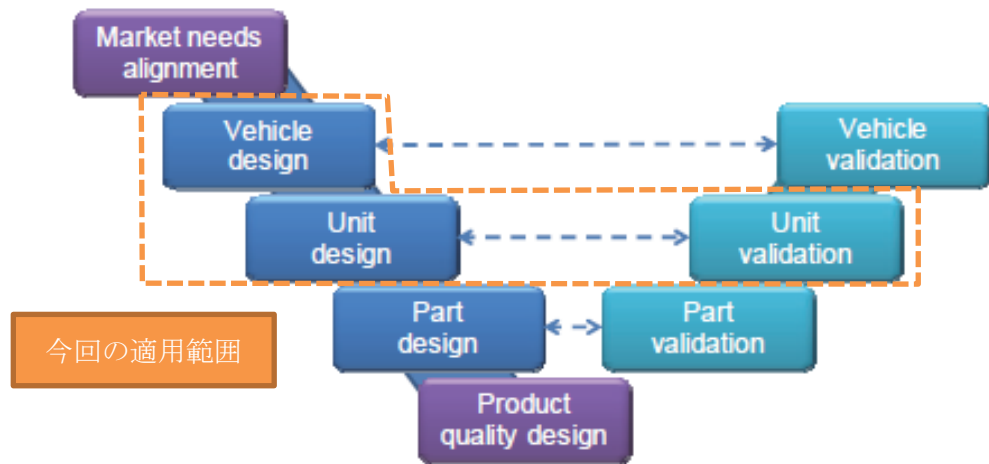 Market needs
alignment
Vehicle
design
Vehicle
validation
Unit
design
Unit
validation
Part
design
Part
validation
今回の適用範囲
Product
quality design